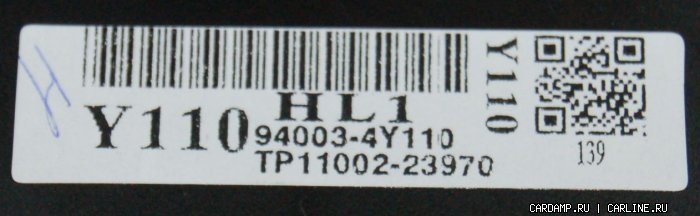 H
HL1
Y110
94003-4Y110
TP11002-23970
Y110
139
CARDAMP.RU | CARLINE.RU